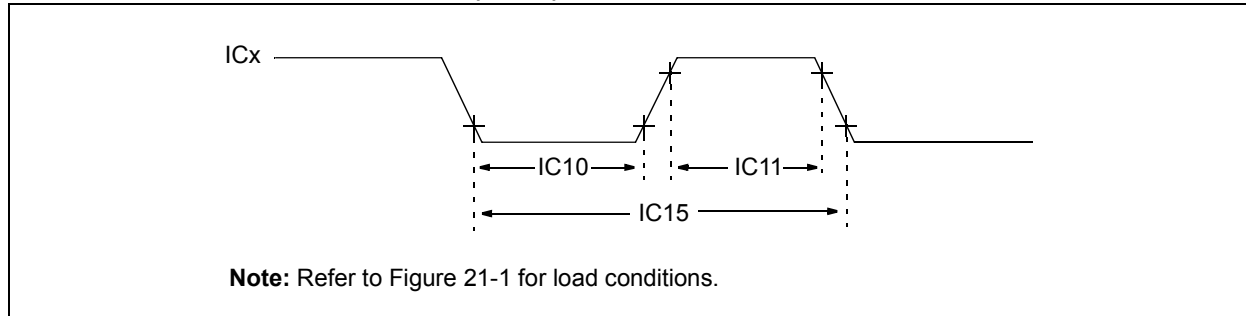 ICx
IC10
IC11
IC15
Note: Refer to Figure 21-1 for load conditions.